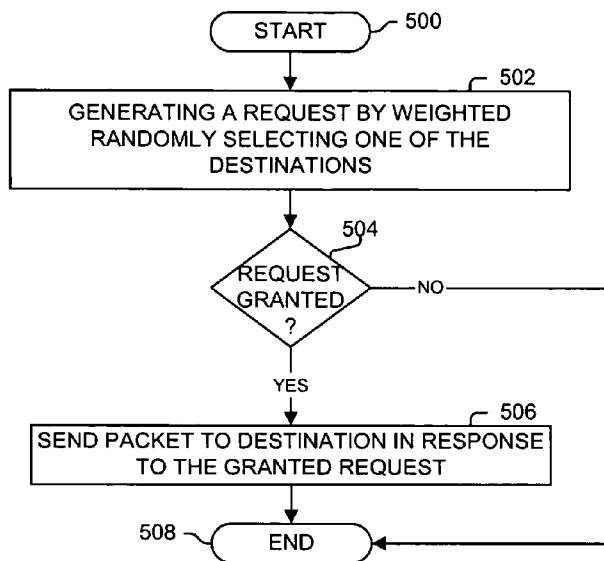 START
500
502
GENERATING A REQUEST BY WEIGHTED
RANDOMLY SELECTING ONE OF THE
DESTINATIONS
504
REQUEST
GRANTED
?
NO
YES
506
SEND PACKET TO DESTINATION IN RESPONSE
TO THE GRANTED REQUEST
508
END